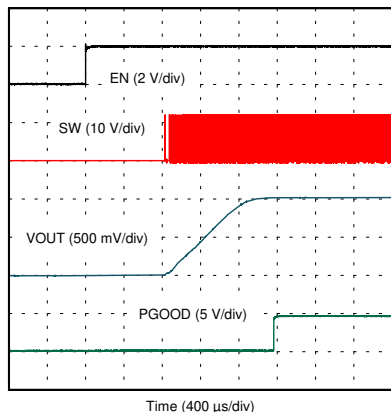 EN (2 V/div)
SW (10 V/div)
VOUT (500 mV/div)
PGOOD (5 V/div)
Time (400 μs/div)